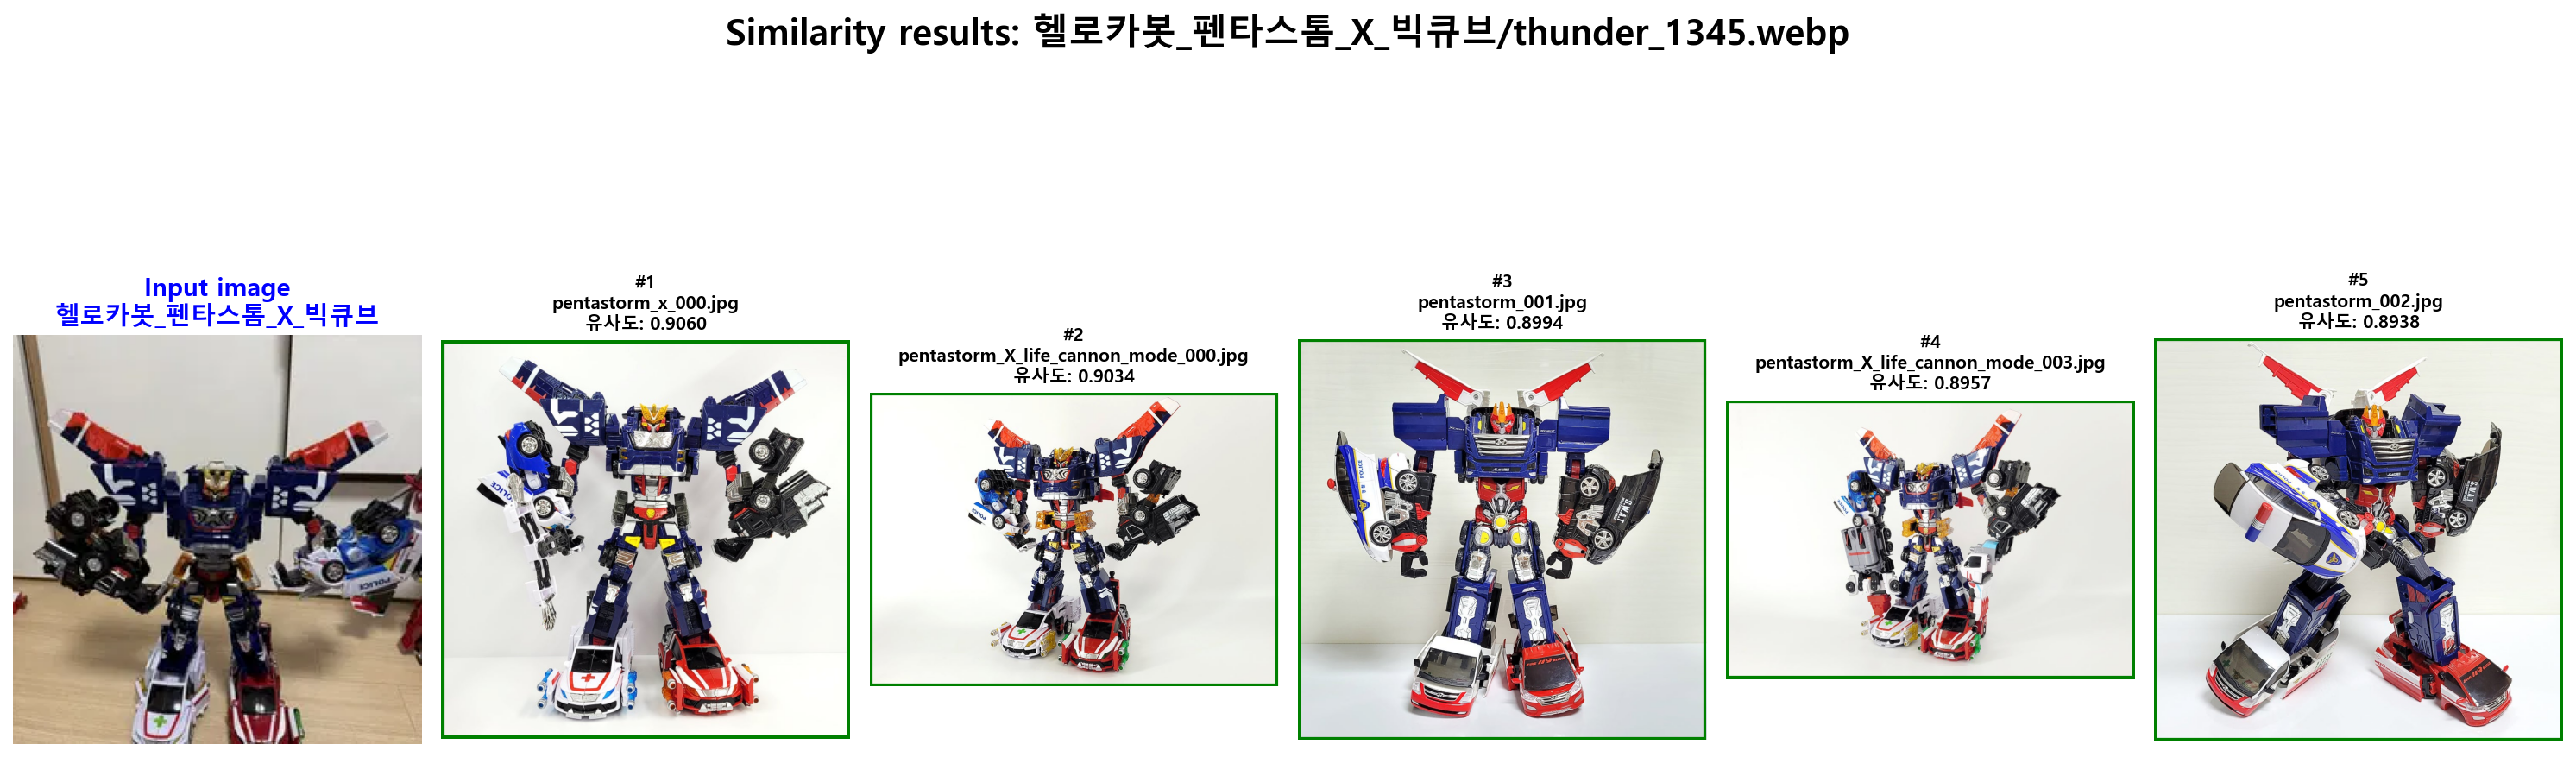 Similarity results: 헬로카봇_펜타스톰_X_빅큐브/thunder_1345.webp
Input image
헬로카봇_펜타스톰_X_빅큐브
#1
pentastorm_x_000.jpg
유사도: 0.9060
#2
pentastorm_X_life_cannon_mode_000.jpg
유사도: 0.9034
#3
pentastorm_001.jpg
유사도: 0.8994
#4
pentastorm_X_life_cannon_mode_003.jpg
유사도: 0.8957
#5
pentastorm_002.jpg
유사도: 0.8938
POLICE
POLICE
POLICE
POLICE
S.W.A.T